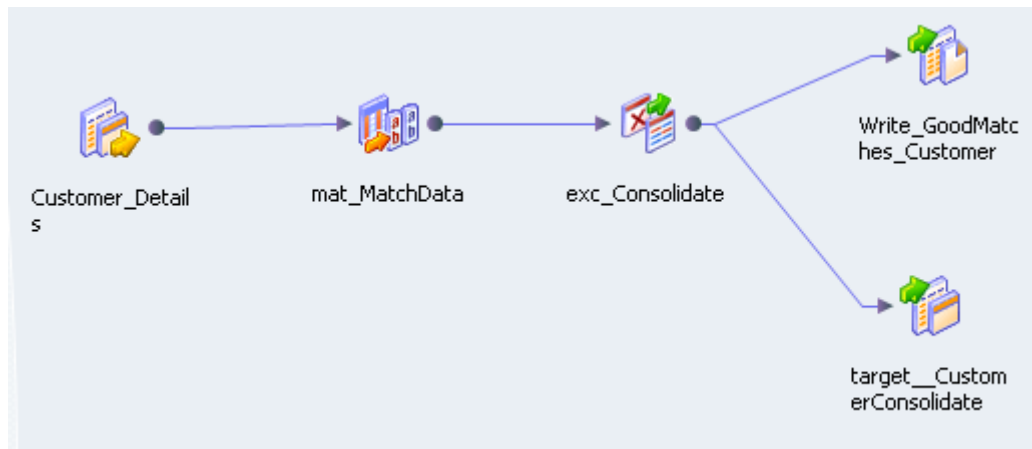 Customer_Detail
s
mat_MatchData
exc_Consolidate
Write_GoodMatc
hes_Customer
target__Custom
erConsolidate